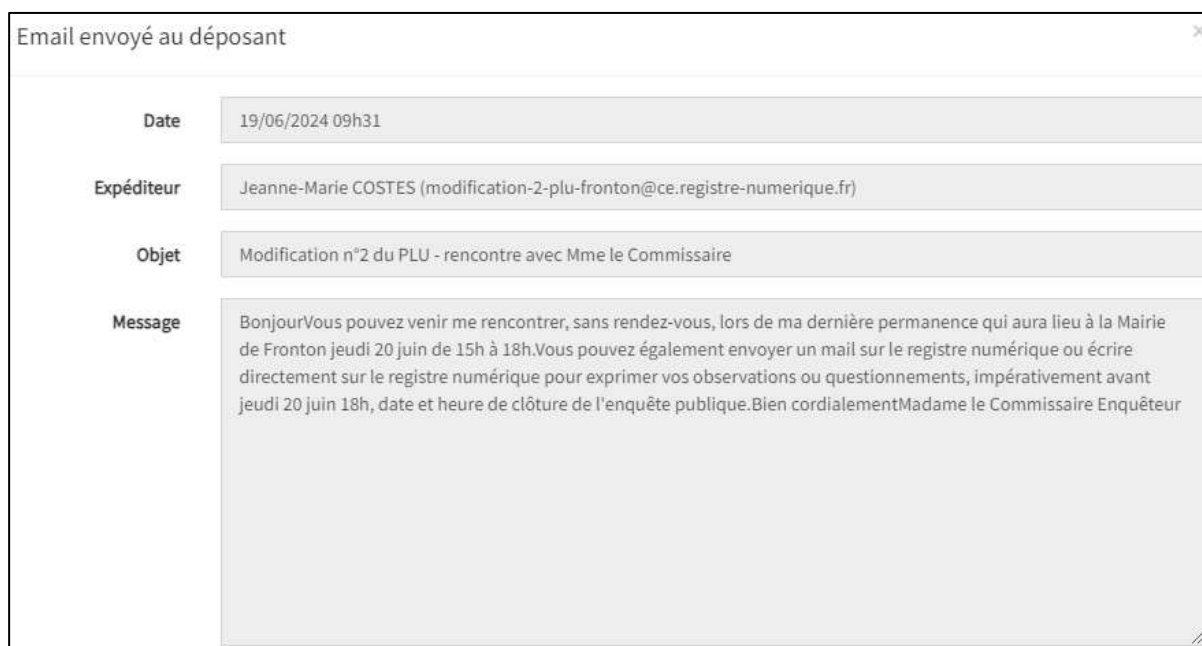 Email envoyé au déposant
×
Date
19/06/2024 09h31
Expéditeur
Jeanne-Marie COSTES (modification-2-plu-fronton@ce.registre-numerique.fr)
Objet
Modification n°2 du PLU - rencontre avec Mme le Commissaire
Message
BonjourVous pouvez venir me rencontrer, sans rendez-vous, lors de ma dernière permanence qui aura lieu à la Mairie
de Fronton jeudi 20 juin de 15h à 18h.Vous pouvez également envoyer un mail sur le registre numérique ou écrire
directement sur le registre numérique pour exprimer vos observations ou questionnements, impérativement avant
jeudi 20 juin 18h, date et heure de clôture de l'enquête publique.Bien cordialementMadame le Commissaire Enquêteur